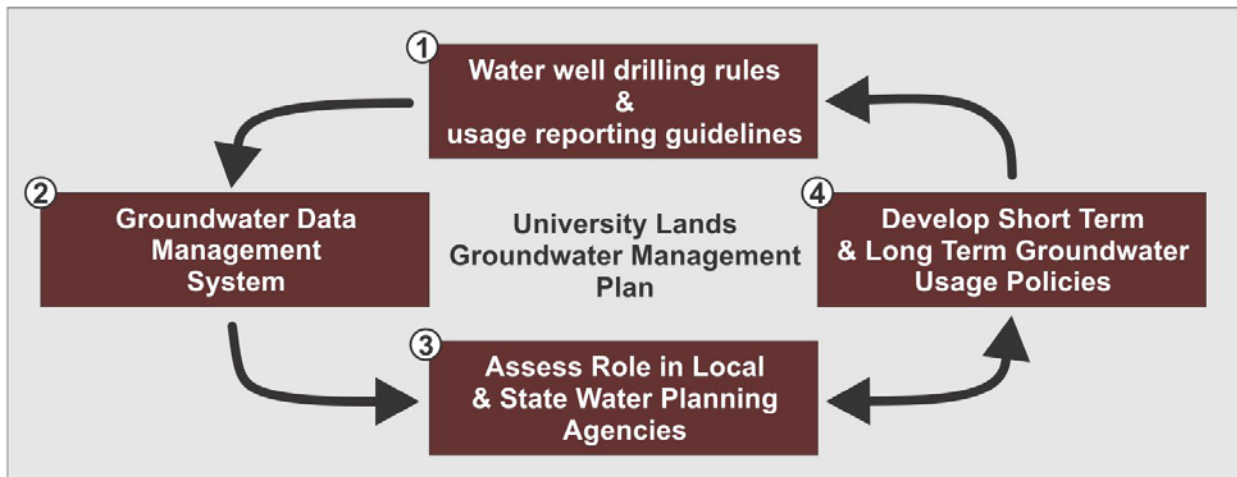 1
Water well drilling rules
&
usage reporting guidelines
2
Groundwater Data
Management
System
University Lands
Groundwater Management
Plan
4
Develop Short Term
& Long Term Groundwater
Usage Policies
3
Assess Role in Local
& State Water Planning
Agencies